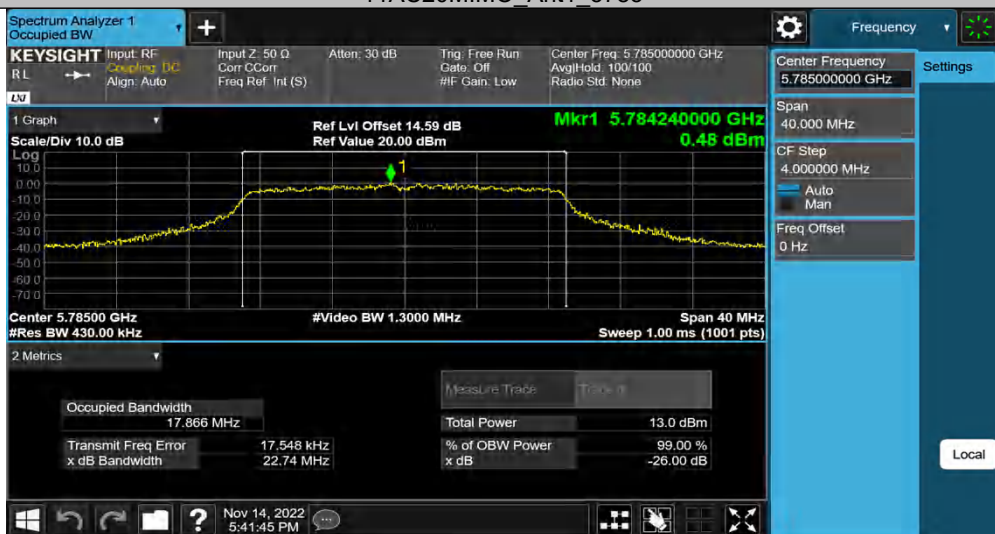 11AC20MIMO_Ant1_5785
Spectrum Analyzer 1
Occupied BW
+
Frequency
KEYSIGHT Input: RF Input Z: 50 Ω Atten: 30 dB Trig: Free Run Center Freq: 5.785000000 GHz
RL Coupling: DC Corr CCorr Gate: Off Avg|Hold: 100/100
Align: Auto Freq Ref: Int (S) #IF Gain: Low Radio Std: None
LXI
Center Frequency
5.785000000 GHz
Settings
Span
40.000 MHz
CF Step
4.000000 MHz
Auto
Man
Freq Offset
0 Hz
1 Graph
Ref Lvl Offset 14.59 dB
Mkr1 5.784240000 GHz
Scale/Div 10.0 dB
Ref Value 20.00 dBm
0.48 dBm
Log
10.0
1
0.00
-10.0
-20.0
-30.0
-40.0
-50.0
-60.0
-70.0
Center 5.78500 GHz #Video BW 1.3000 MHz Span 40 MHz
#Res BW 430.00 kHz Sweep 1.00 ms (1001 pts)
2 Metrics
Measure Trace
Occupied Bandwidth
17.866 MHz
Total Power 13.0 dBm
Transmit Freq Error 17.548 kHz % of OBW Power 99.00 %
x dB Bandwidth 22.74 MHz x dB -26.00 dB
Local
?
Nov 14, 2022
5:41:45 PM